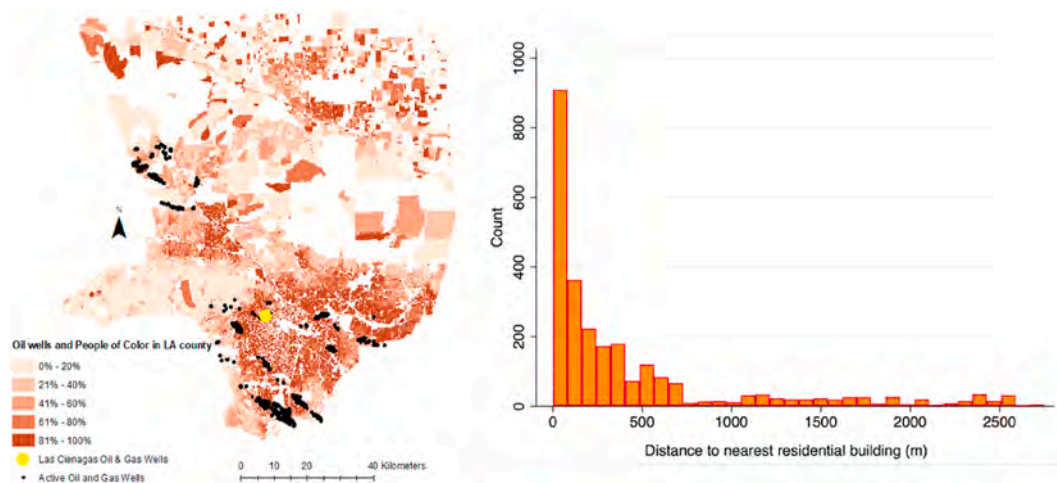 N
Oil wells and People of Color in LA county
0% - 20%
21% - 40%
41% - 60%
61% - 80%
81% - 100%
Las Cienagas Oil & Gas Wells
Active Oil and Gas Wells
0 10 20 40 Kilometers
Count
1000
800
600
400
200
0
0 500 1000 1500 2000 2500
Distance to nearest residential building (m)